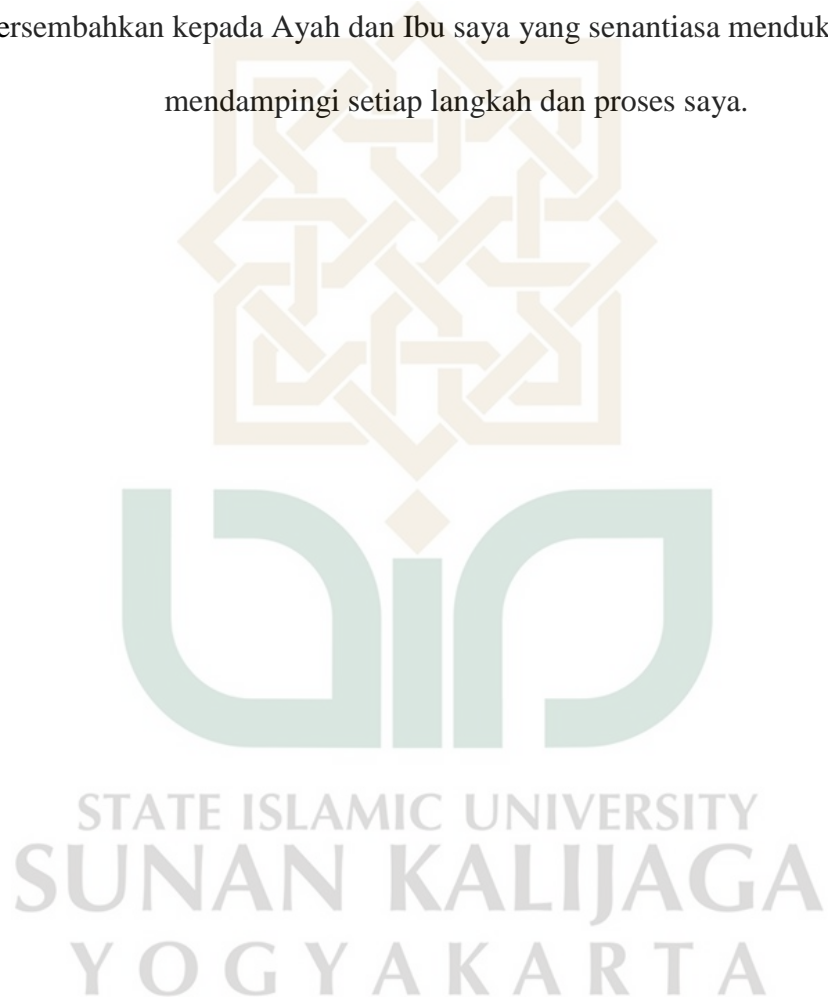 ersembahkan kepada Ayah dan Ibu saya yang senantiasa menduk
mendampingi setiap langkah dan proses saya.
STATE ISLAMIC UNIVERSITY
SUNAN KALIJAGA
YOGYAKARTA